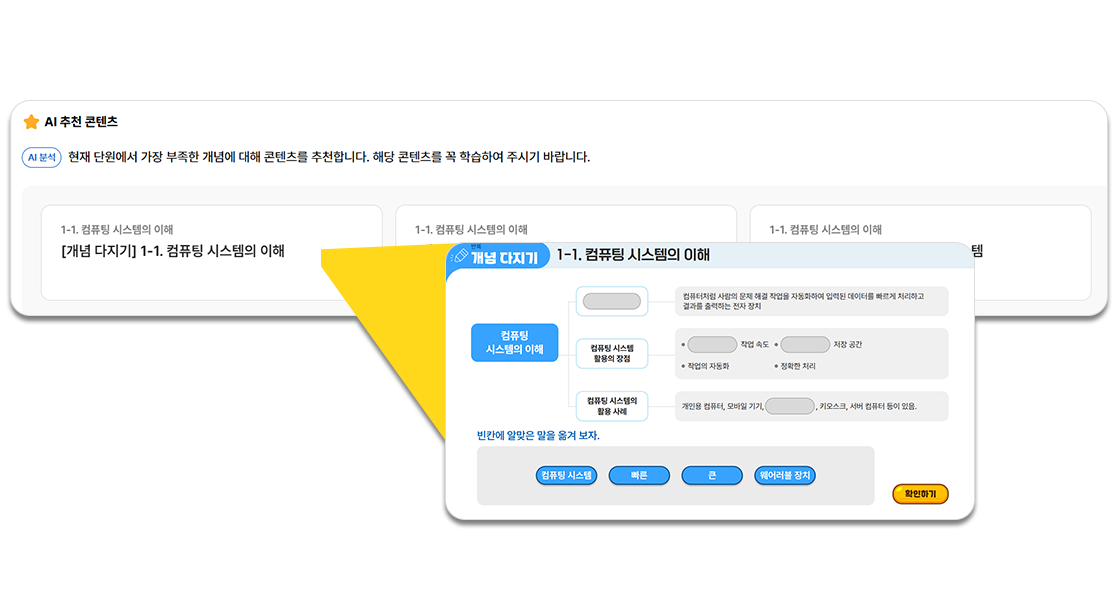 AI 추천 콘텐츠
AI 분석 현재 단원에서 가장 부족한 개념에 대해 콘텐츠를 추천합니다. 해당 콘텐츠를 꼭 학습하여 주시기 바랍니다.
1-1. 컴퓨팅 시스템의 이해
[개념 다지기] 1-1. 컴퓨팅 시스템의 이해
1-1. 컴퓨팅 시스템의 이해
1-1. 컴퓨팅 시스템의 이해
템
개념 다지기 1-1. 컴퓨팅 시스템의 이해
컴퓨팅
시스템의 이해
컴퓨터처럼 사람의 문제 해결 작업을 자동화하여 입력된 데이터를 빠르게 처리하고
결과를 출력하는 전자 장치
컴퓨팅 시스템
활용의 장점
• 작업 속도 • 저장 공간
• 작업의 자동화 • 정확한 처리
컴퓨팅 시스템의
활용 사례
개인용 컴퓨터, 모바일 기기, , 키오스크, 서버 컴퓨터 등이 있음.
빈칸에 알맞은 말을 옮겨 보자.
컴퓨팅 시스템 빠른 큰 웨어러블 장치
확인하기